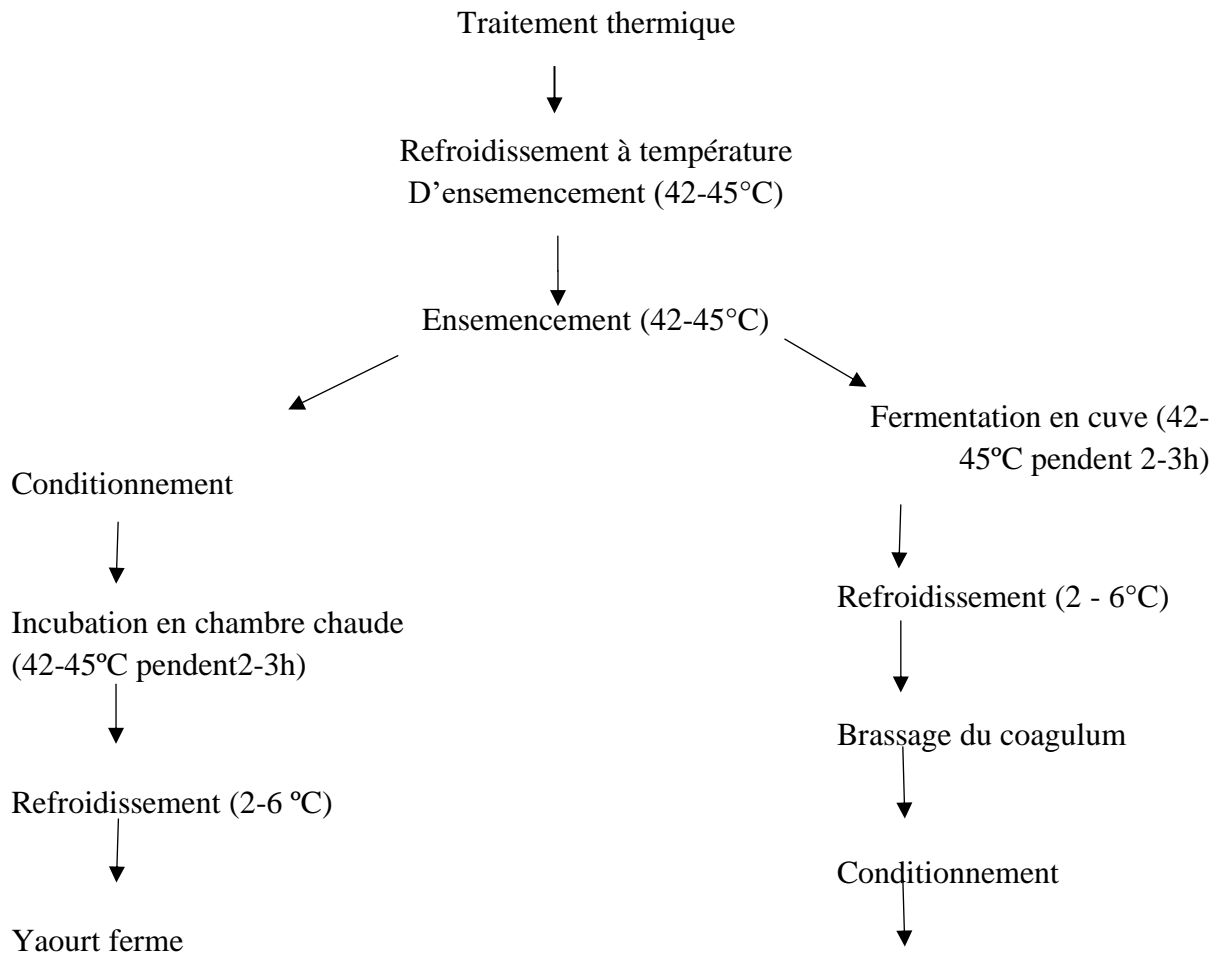 Traitement thermique
Refroidissement à température
D’ensemencement (42-45°C)
Ensemencement (42-45°C)
Conditionnement
Incubation en chambre chaude
(42-45ºC pendent2-3h)
Refroidissement (2-6 ºC)
Yaourt ferme
Fermentation en cuve (42-
45ºC pendent 2-3h)
Refroidissement (2 - 6°C)
Brassage du coagulum
Conditionnement